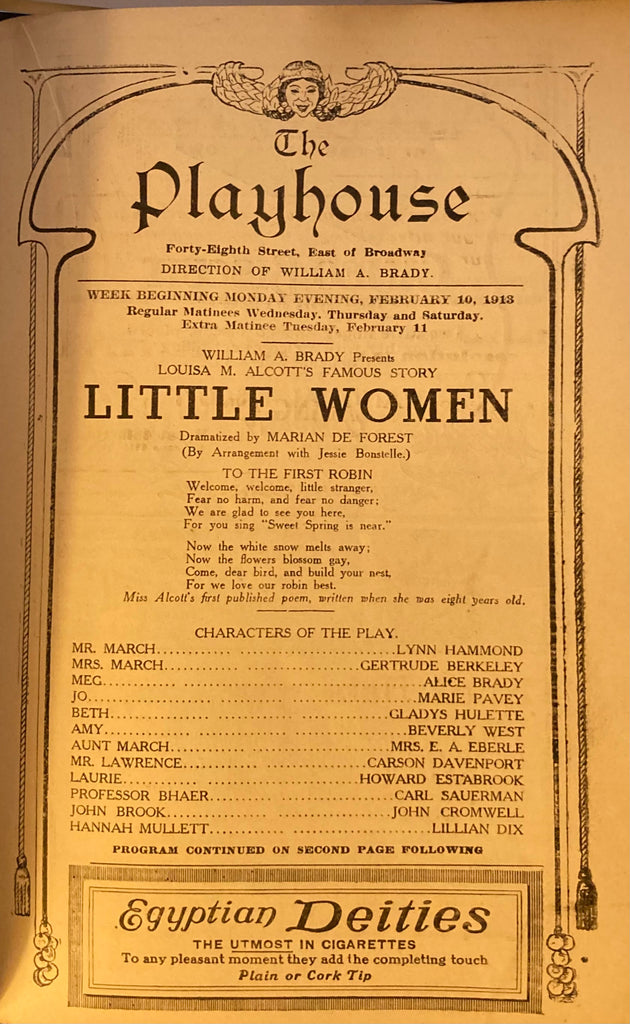 The
Playhouse
Forty-Eighth Street, East of Broadway
DIRECTION OF WILLIAM A. BRADY.
WEEK BEGINNING MONDAY EVENING, FEBRUARY 10, 1913
Regular Matinees Wednesday, Thursday and Saturday.
Extra Matinee Tuesday, February 11
WILLIAM A. BRADY Presents
LOUISA M. ALCOTT'S FAMOUS STORY
LITTLE WOMEN
Dramatized by MARIAN DE FOREST
(By Arrangement with Jessie Bonstelle.)
TO THE FIRST ROBIN
Welcome, welcome, little stranger,
Fear no harm, and fear no danger;
We are glad to see you here,
For you sing "Sweet Spring is near."
Now the white snow melts away;
Now the flowers blossom gay,
Come, dear bird, and build your nest,
For we love our robin best.
Miss Alcott's first published poem, written when she was eight years old.
CHARACTERS OF THE PLAY.
MR. MARCH.......... ..........................LYNN HAMMOND
MRS. MARCH......... .....................GERTRUDE BERKELEY
MEG.................. .............................ALICE BRADY
JO.................... ............................MARIE PAVEY
BETH................ .........................GLADYS HULETTE
AMY................. ...........................BEVERLY WEST
AUNT MARCH........ ........................MRS. E. A. EBERLE
MR. LAWRENCE....... .....................CARSON DAVENPORT
LAURIE.............. .....................HOWARD ESTABROOK
PROFESSOR BHAER.... .........................CARL SAUERMAN
JOHN BROOK......... .........................JOHN CROMWELL
HANNAH MULLETT..... .............................LILLIAN DIX
PROGRAM CONTINUED ON SECOND PAGE FOLLOWING
Egyptian Deities
THE UTMOST IN CIGARETTES
To any pleasant moment they add the completing touch
Plain or Cork Tip